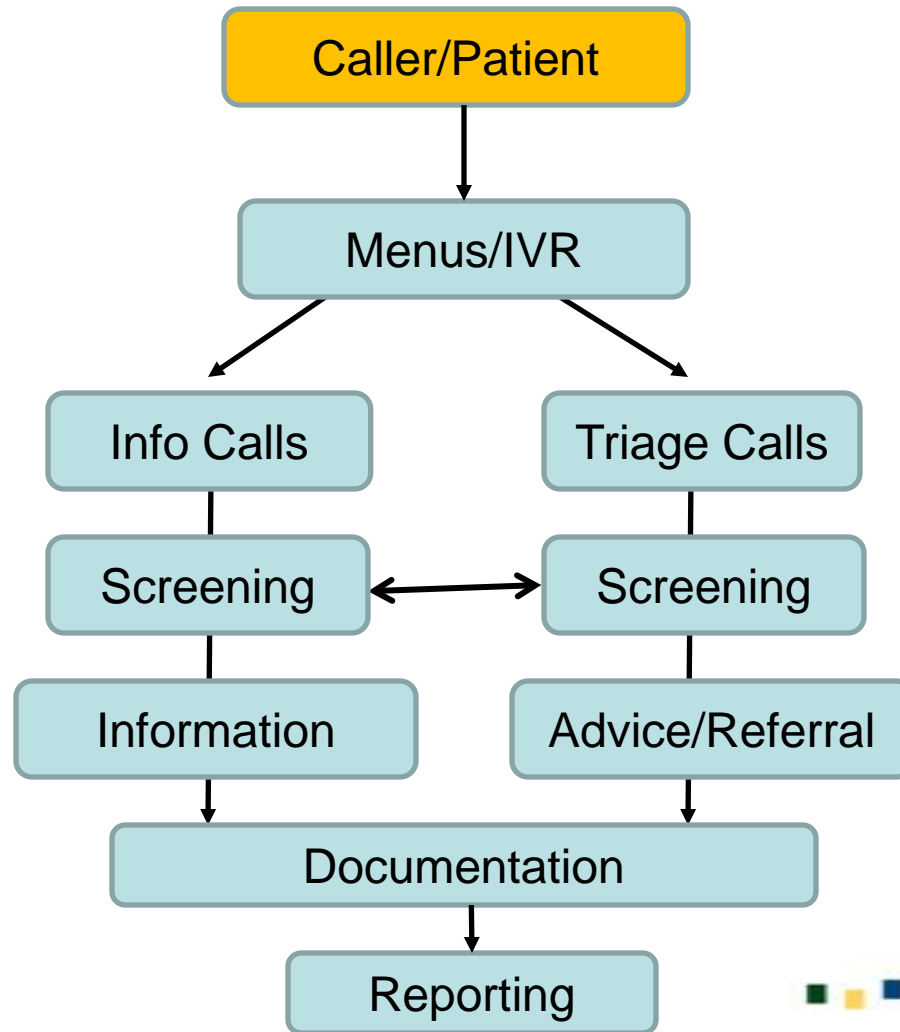 Caller/Patient
Menus/IVR
Info Calls
Triage Calls
Screening
Screening
Information
Advice/Referral
Documentation
Reporting